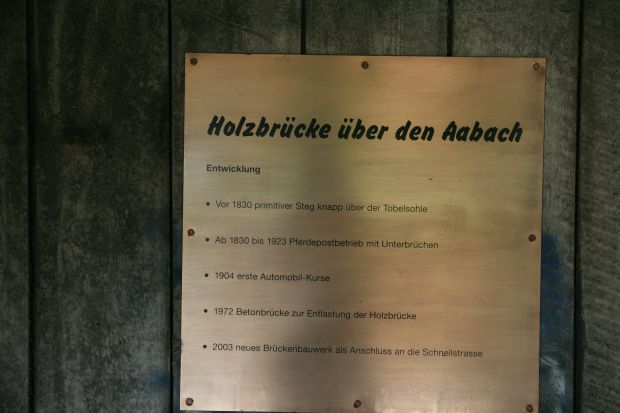 Holzbrücke über den Aabach
Entwicklung
• Vor 1830 primitiver Steg knapp über der Tobelsohle
• Ab 1830 bis 1923 Pferdepostbetrieb mit Unterbrüchen
• 1904 erste Automobil-Kurse
• 1972 Betonbrücke zur Entlastung der Holzbrücke
• 2003 neues Brückenbauwerk als Anschluss an die Schnellstrasse